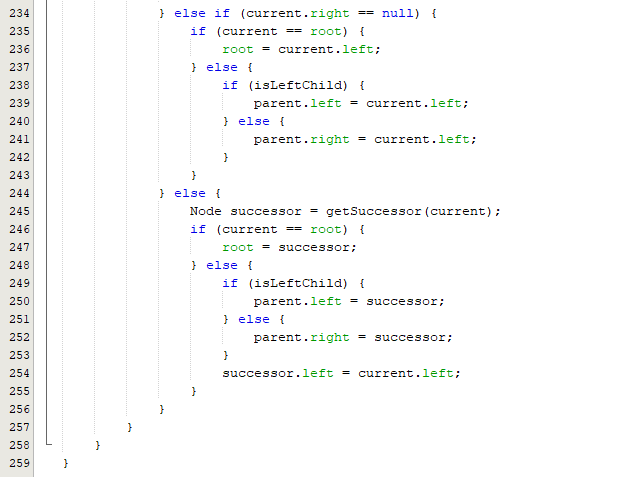 234 } else if (current.right == null) {
235 if (current == root) {
236 root = current.left;
237 } else {
238 if (isLeftChild) {
239 parent.left = current.left;
240 } else {
241 parent.right = current.left;
242 }
243 }
244 } else {
245 Node successor = getSuccessor(current);
246 if (current == root) {
247 root = successor;
248 } else {
249 if (isLeftChild) {
250 parent.left = successor;
251 } else {
252 parent.right = successor;
253 }
254 successor.left = current.left;
255 }
256 }
257 }
258 }
259 }